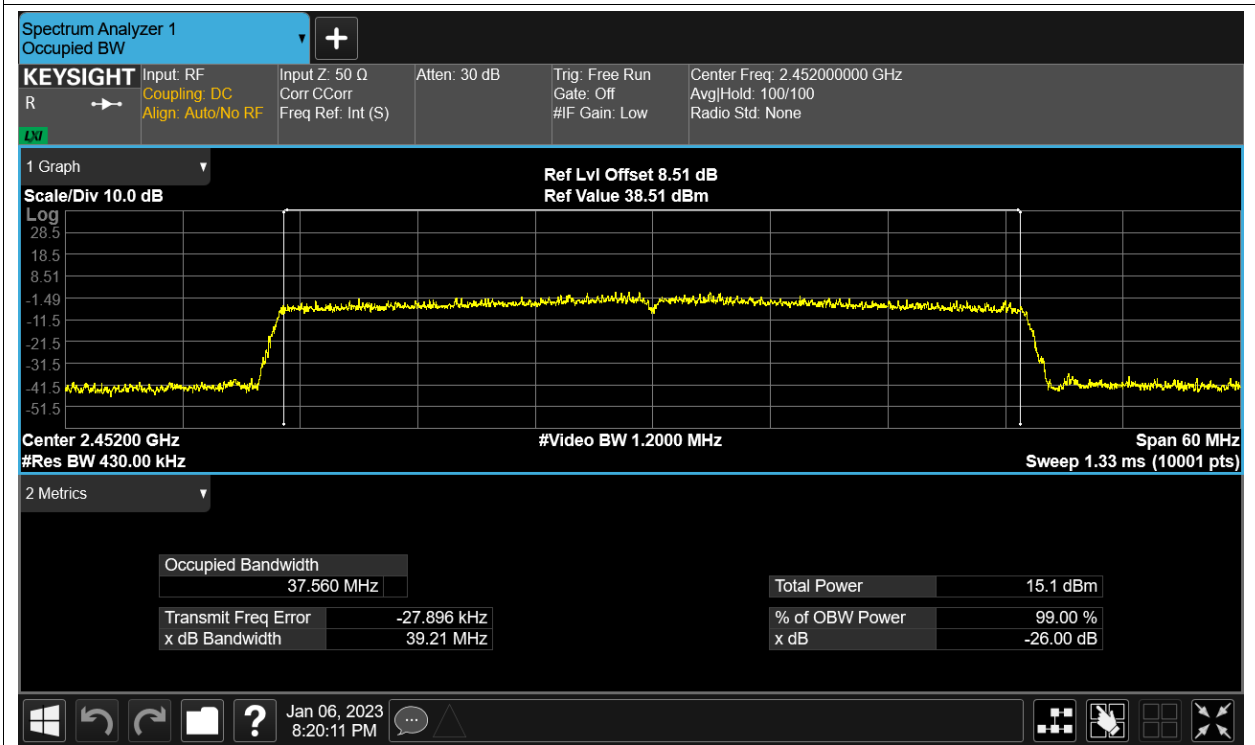 Spectrum Analyzer 1
Occupied BW
KEYSIGHT
R
LXI
Input: RF
Coupling: DC
Align: Auto/No RF
Input Z: 50 Ω
Corr CCorr
Freq Ref: Int (S)
Atten: 30 dB
Trig: Free Run
Gate: Off
#IF Gain: Low
Center Freq: 2.452000000 GHz
Avg|Hold: 100/100
Radio Std: None
1 Graph
Scale/Div 10.0 dB
Ref Lvl Offset 8.51 dB
Ref Value 38.51 dBm
Log
28.5
18.5
8.51
-1.49
-11.5
-21.5
-31.5
-41.5
-51.5
Center 2.45200 GHz
#Video BW 1.2000 MHz
Span 60 MHz
#Res BW 430.00 kHz
Sweep 1.33 ms (10001 pts)
2 Metrics
Occupied Bandwidth
37.560 MHz
Total Power 15.1 dBm
Transmit Freq Error -27.896 kHz
% of OBW Power 99.00 %
x dB Bandwidth 39.21 MHz
x dB -26.00 dB
?
Jan 06, 2023
8:20:11 PM